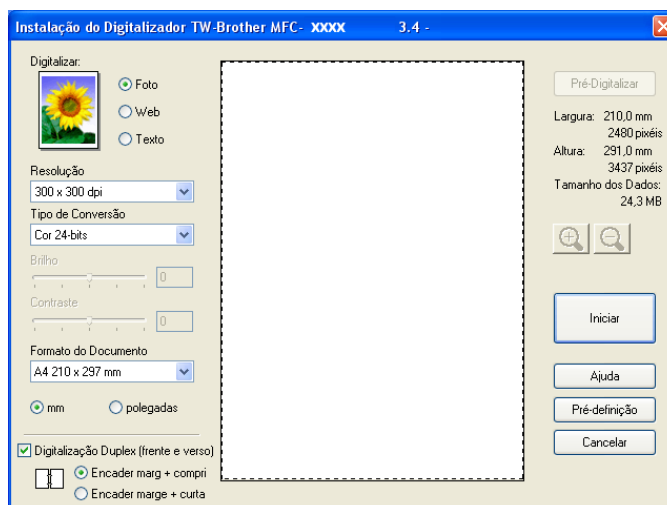 Instalação do Digitalizador TW-Brother MFC- XXXX 3.4 -
Digitalizar:
Foto
Web
Texto
Resolução
300 x 300 dpi
Tipo de Conversão
Cor 24-bits
Brilho
0
Contraste
0
Formato do Documento
A4 210 x 297 mm
mm
polegadas
Digitalização Duplex (frente e verso)
Encader marg + compri
Encader marge + curta
Pré-Digitalizar
Largura: 210,0 mm
2480 pixéis
Altura: 291,0 mm
3437 pixéis
Tamanho dos Dados:
24,3 MB
Iniciar
Ajuda
Pré-definição
Cancelar